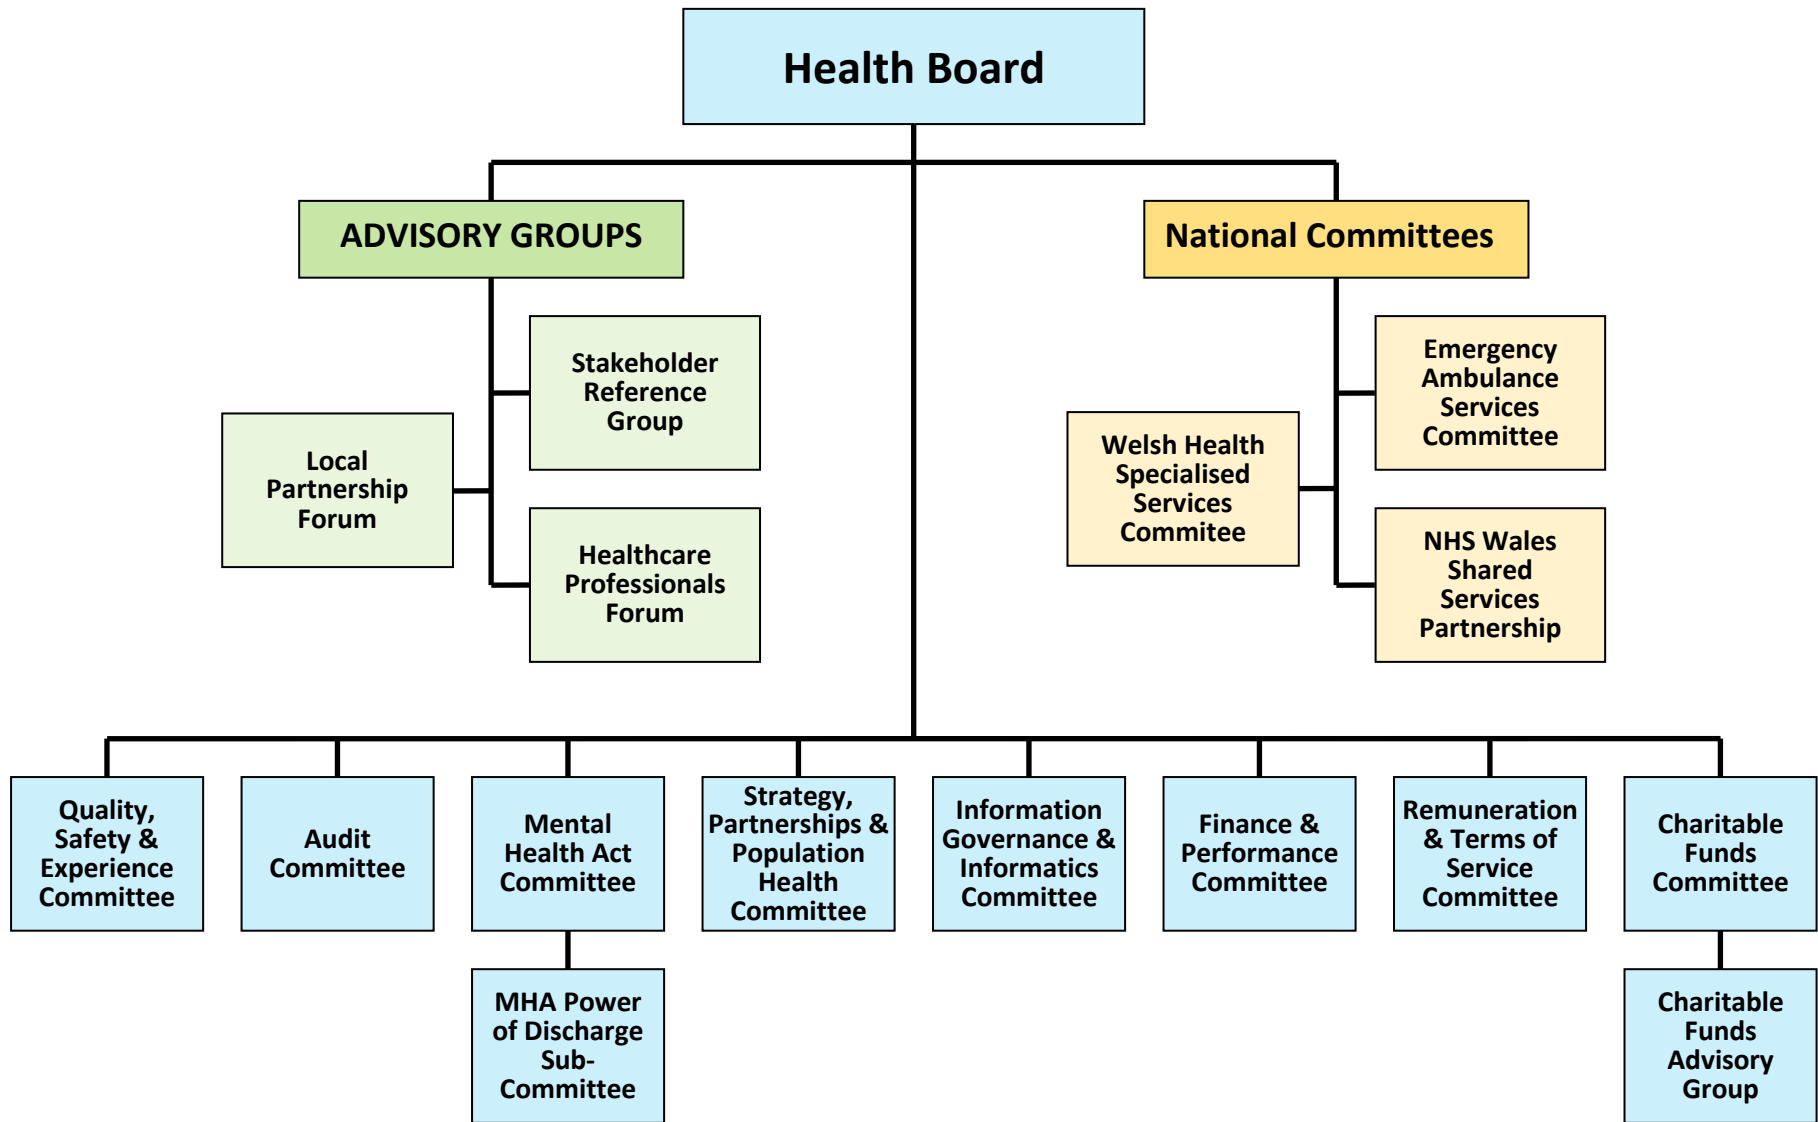 Health Board
ADVISORY GROUPS
National Committees
Stakeholder
Reference
Group
Local
Partnership
Forum
Healthcare
Professionals
Forum
Emergency
Ambulance
Services
Committee
Welsh Health
Specialised
Services
Commitee
NHS Wales
Shared
Services
Partnership
Quality,
Safety &
Experience
Committee
Audit
Committee
Mental
Health Act
Committee
Strategy,
Partnerships &
Population
Health
Committee
Information
Governance &
Informatics
Committee
Finance &
Performance
Committee
Remuneration
& Terms of
Service
Committee
Charitable
Funds
Committee
MHA Power
of Discharge
Sub-
Committee
Charitable
Funds
Advisory
Group